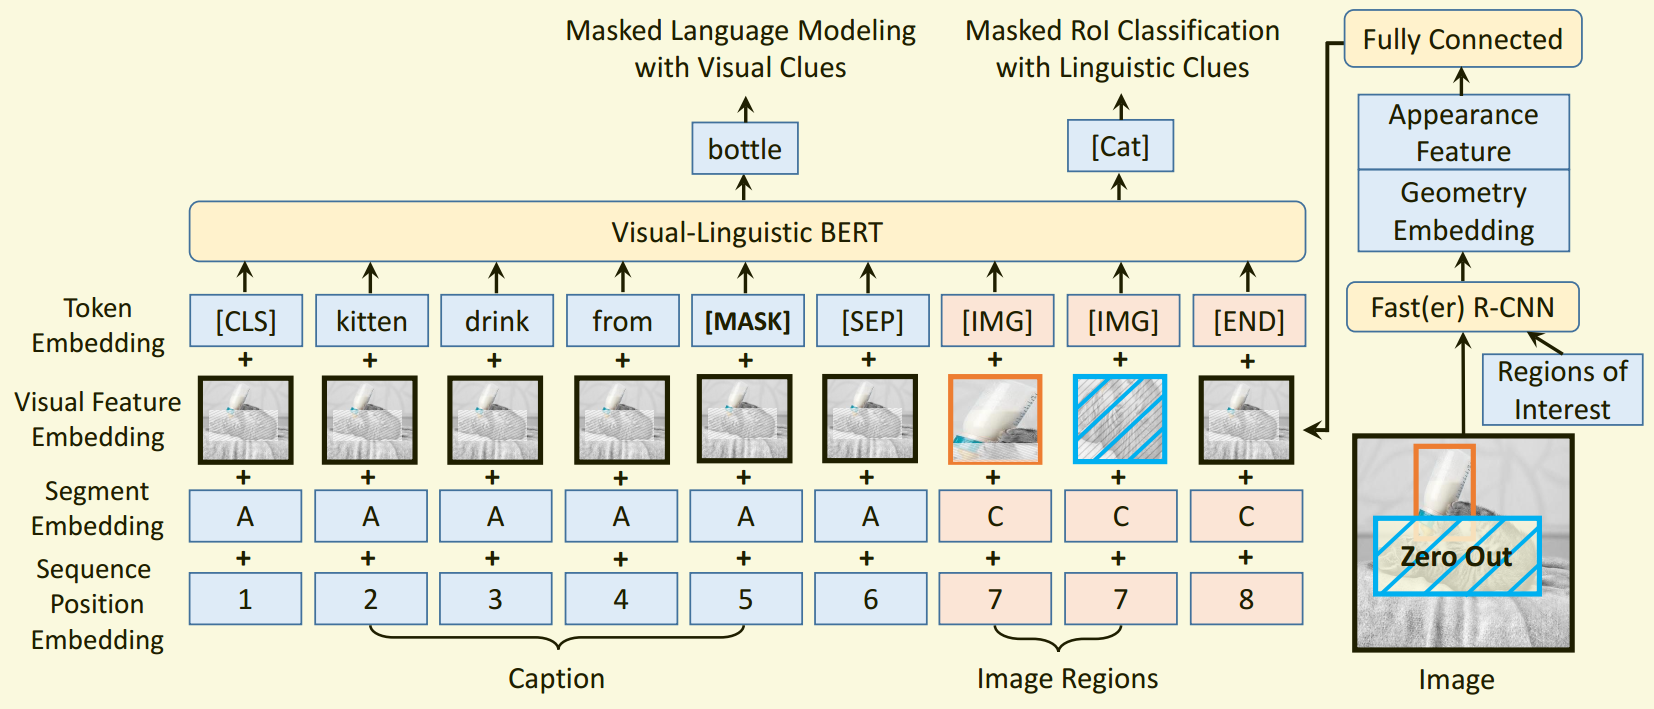 Masked Language Modeling
with Visual Clues
Masked RoI Classification
with Linguistic Clues
Fully Connected
Appearance
Feature
Geometry
Embedding
Fast(er) R-CNN
Regions of
Interest
bottle
[Cat]
Visual-Linguistic BERT
Token
Embedding
[CLS] kitten drink from [MASK] [SEP] [IMG] [IMG] [END]
+ + + + + + + + +
Visual Feature
Embedding
+ + + + + + + + +
Segment
Embedding
A A A A A A C C C
+ + + + + + + + +
Sequence
Position
Embedding
1 2 3 4 5 6 7 7 8
Caption
Image Regions
Zero Out
Image